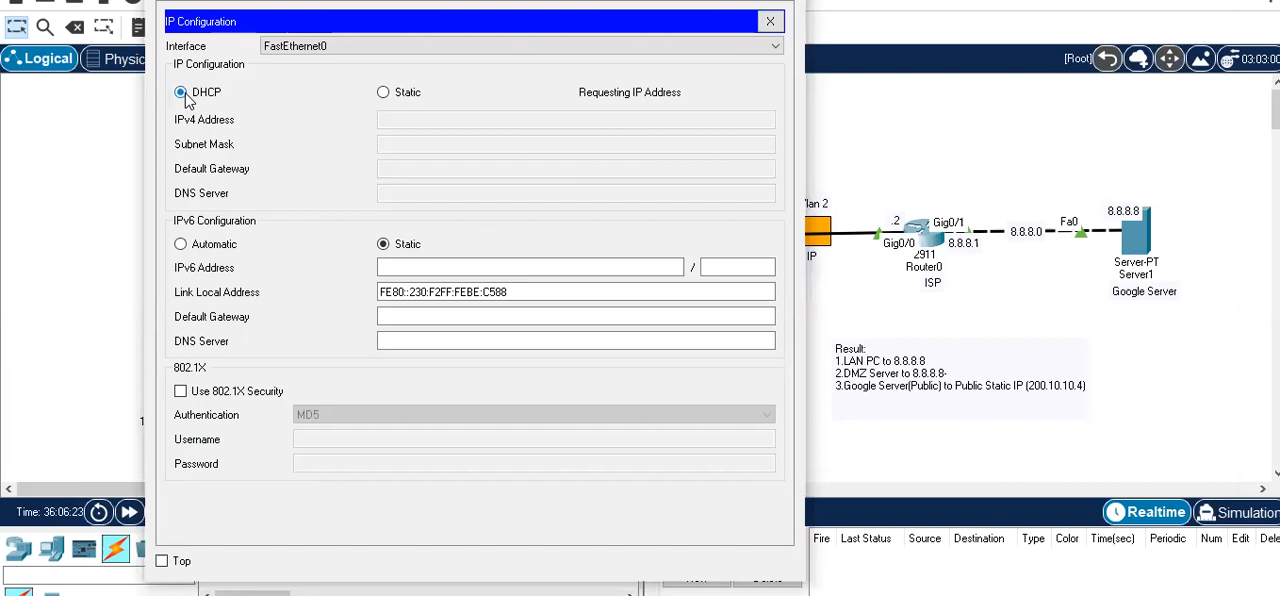 IP Configuration
X
Interface
FastEthernet0
IP Configuration
DHCP
Static
Requesting IP Address
IPv4 Address
Subnet Mask
Default Gateway
DNS Server
IPv6 Configuration
Automatic
Static
IPv6 Address
/
Link Local Address
FE80::230:F2FF:FEBE:C588
Default Gateway
DNS Server
802.1X
Use 802.1X Security
Authentication
MD5
Username
Password
Top
Logical
Physic
[Root]
03:03:00
lan 2
IP
.2
Gig0/1
Gig0/0
8.8.8.1
2911
Router0
ISP
8.8.8.0
Fa0
8.8.8.8
Server-PT
Server1
Google Server
Result:
1.LAN PC to 8.8.8.8
2.DMZ Server to 8.8.8.8-
3.Google Server(Public) to Public Static IP (200.10.10.4)
1
Time: 36:06:23
Realtime
Simulation
Fire
Last Status
Source
Destination
Type
Color
Time(sec)
Periodic
Num
Edit
Dele